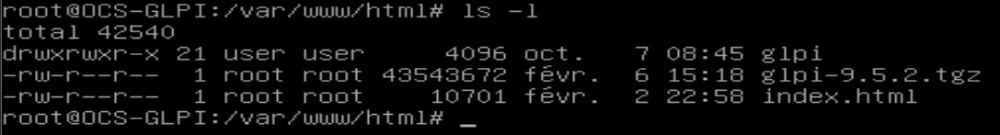 root@OCS-GLPI:/var/www/html# ls -l
total 42540
drwxrwxr-x 21 user user     4096 oct.   7 08:45 glpi
-rw-r--r--  1 root root 43543672 févr.  6 15:18 glpi-9.5.2.tgz
-rw-r--r--  1 root root    10701 févr.  2 22:58 index.html
root@OCS-GLPI:/var/www/html# _